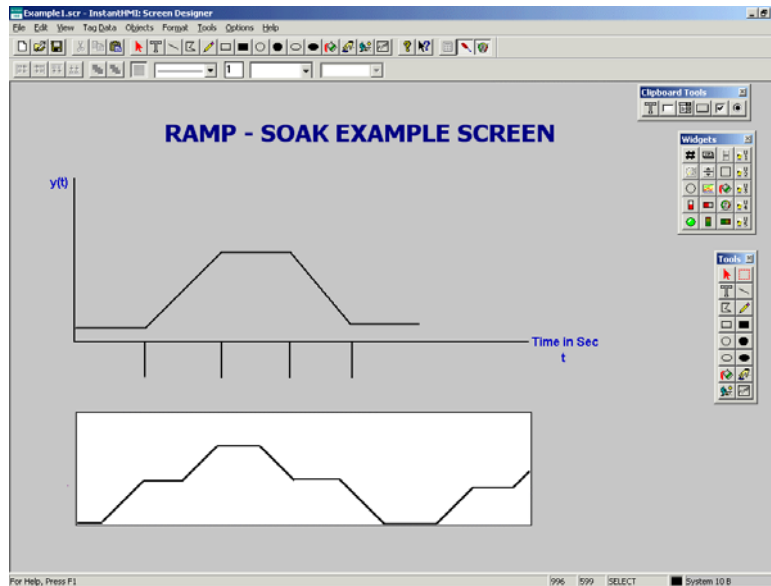 Example1.scr - InstantHMI: Screen Designer
File Edit View Tag Data Objects Format Tools Options Help
1
Clipboard Tools
RAMP - SOAK EXAMPLE SCREEN
Widgets
y(t)
Tools
Time in Sec
t
For Help, Press F1 996 599 SELECT System 10 B